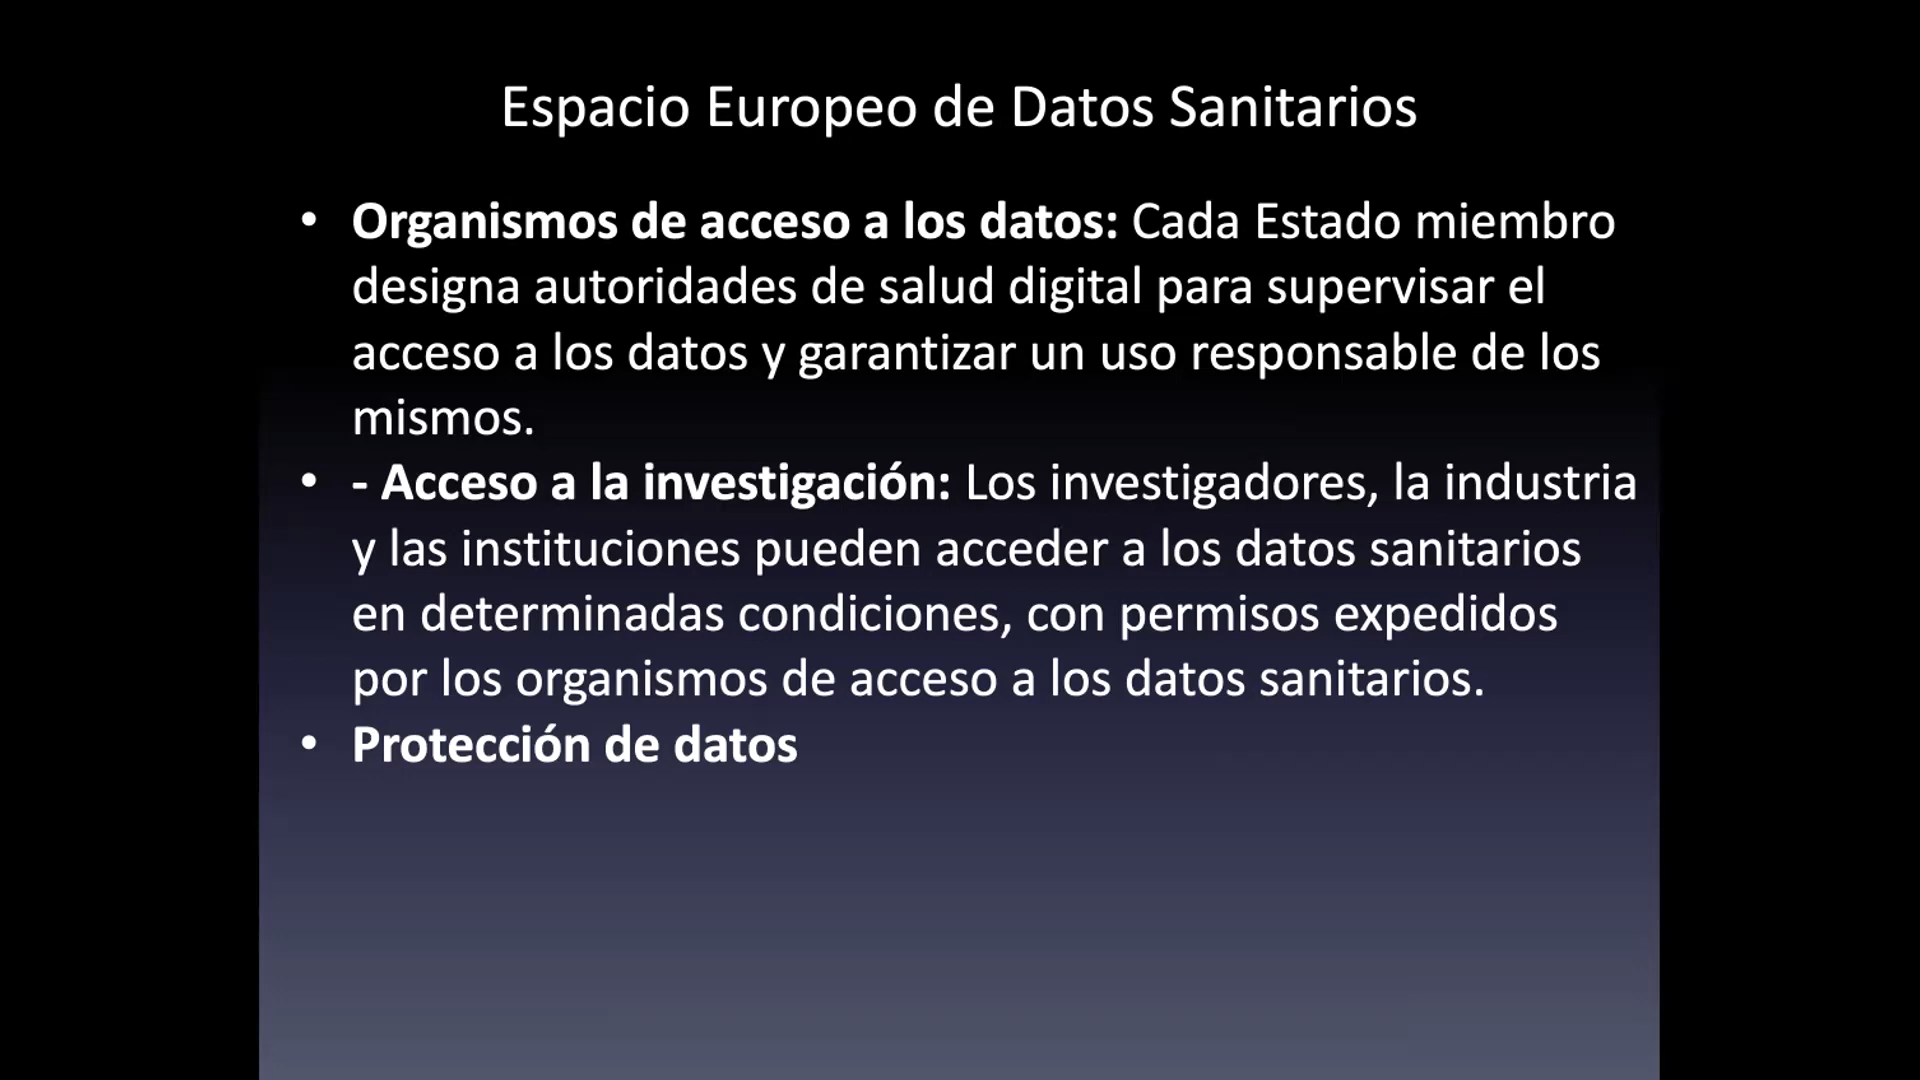 Espacio Europeo de Datos Sanitarios
• Organismos de acceso a los datos: Cada Estado miembro
designa autoridades de salud digital para supervisar el
acceso a los datos y garantizar un uso responsable de los
mismos.
• - Acceso a la investigación: Los investigadores, la industria
y las instituciones pueden acceder a los datos sanitarios
en determinadas condiciones, con permisos expedidos
por los organismos de acceso a los datos sanitarios.
• Protección de datos